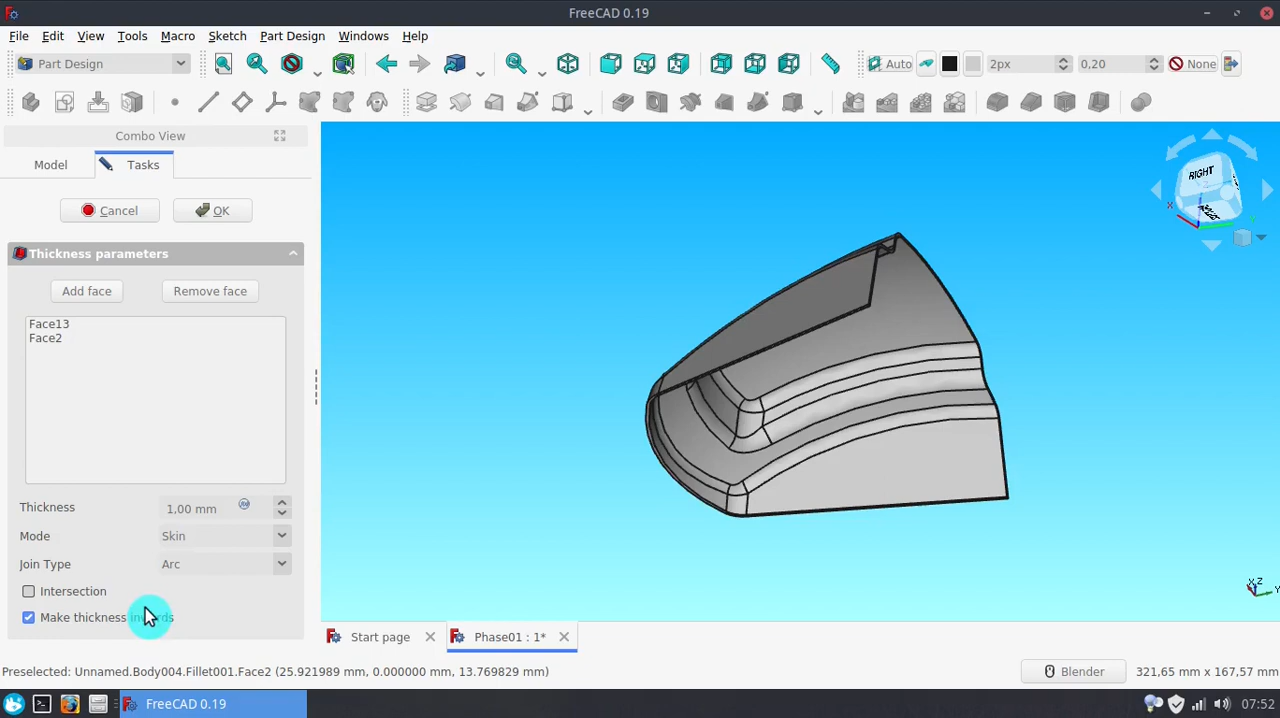 FreeCAD 0.19
File Edit View Tools Macro Sketch Part Design Windows Help
Part Design Auto 2px 0.20 None
Combo View
Model Tasks
Cancel OK
RIGHT
X
Thickness parameters
Add face Remove face
Face13
Face2
Thickness 1,00 mm
Mode Skin
Join Type Arc
Intersection
Make thickness inwards
Start page Phase01 : 1*
Preselected: Unnamed.Body004.Fillet001.Face2 (25.921989 mm, 0.000000 mm, 13.769829 mm) Blender 321,65 mm x 167,57 mm
FreeCAD 0.19 07:52